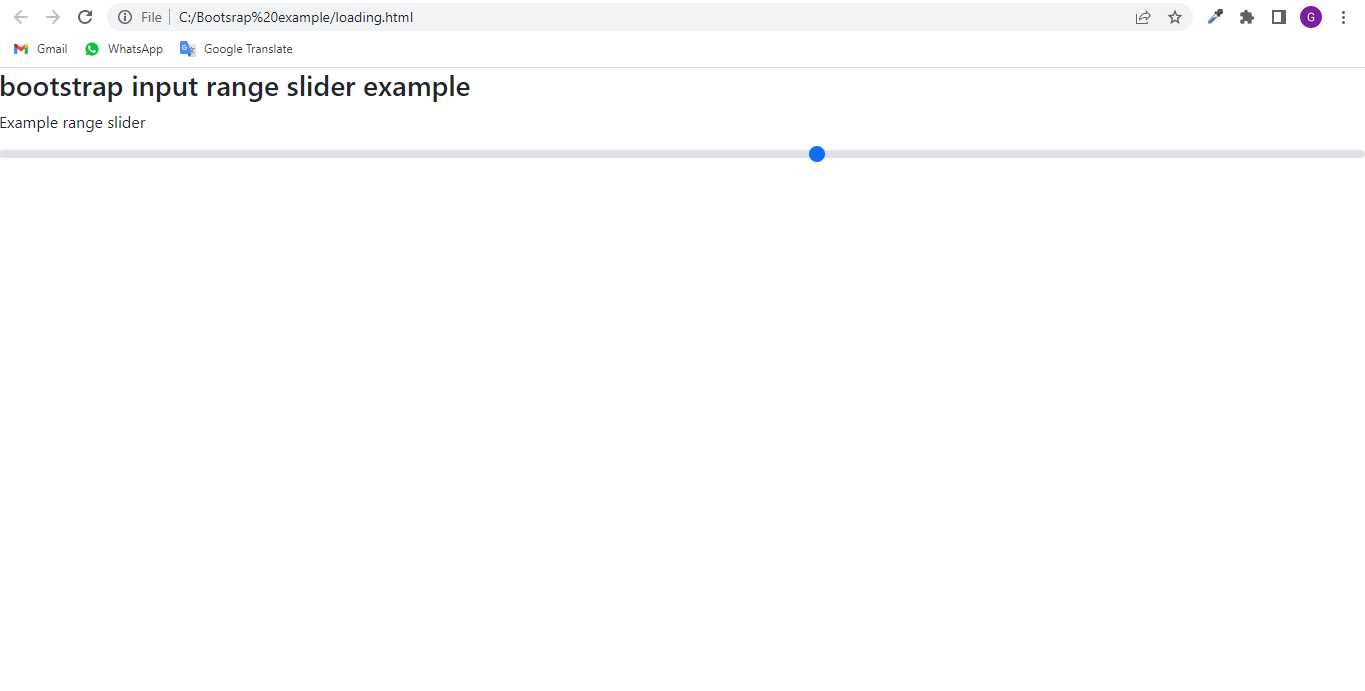 File C:/Bootsrap%20example/loading.html G
Gmail WhatsApp Google Translate
bootstrap input range slider example
Example range slider